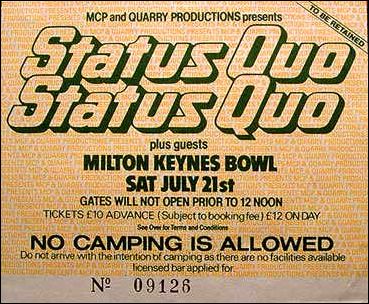 MCP and QUARRY PRODUCTIONS presents
TO BE RETAINED
Status Quo
Status Quo
plus guests
MILTON KEYNES BOWL
SAT JULY 21st
GATES WILL NOT OPEN PRIOR TO 12 NOON
TICKETS £10 ADVANCE (Subject to booking fee) £12 ON DAY
See Over for Terms and Conditions
NO CAMPING IS ALLOWED
Do not arrive with the intention of camping as there are no facilities available
licensed bar applied for
Nº 09126